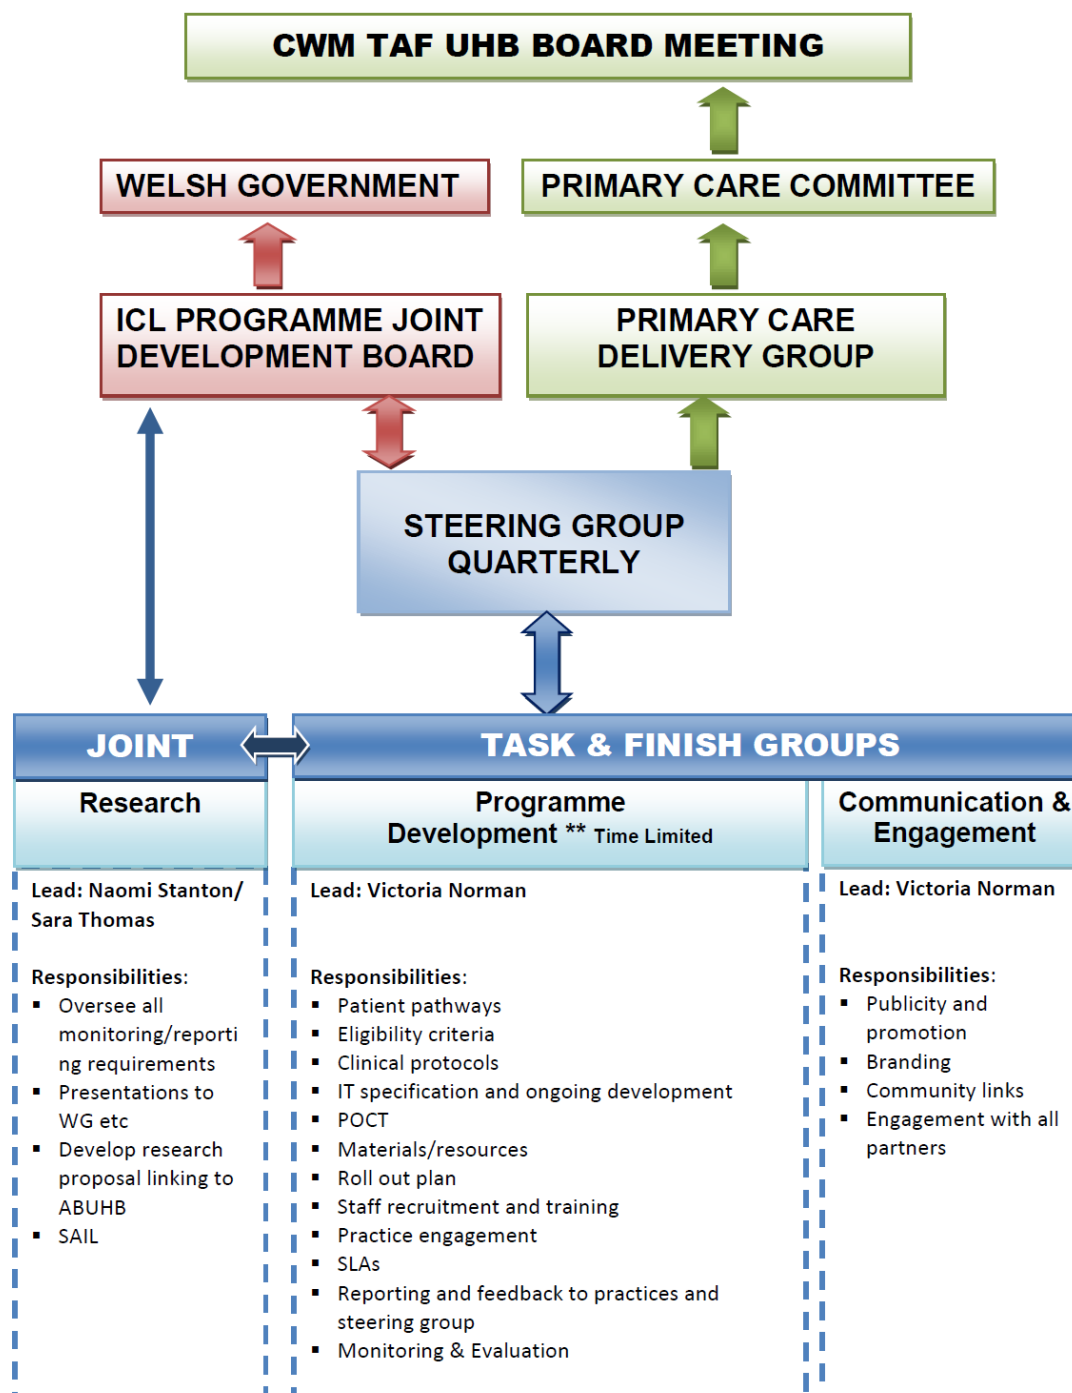 CWM TAF UHB BOARD MEETING
WELSH GOVERNMENT
PRIMARY CARE COMMITTEE
ICL PROGRAMME JOINT
DEVELOPMENT BOARD
PRIMARY CARE
DELIVERY GROUP
STEERING GROUP
QUARTERLY
JOINT
TASK & FINISH GROUPS
Research
Lead: Naomi Stanton/
Sara Thomas
Responsibilities:
▪ Oversee all
monitoring/reporti
ng requirements
▪ Presentations to
WG etc
▪ Develop research
proposal linking to
ABUHB
▪ SAIL
Programme
Development ** Time Limited
Lead: Victoria Norman
Responsibilities:
▪ Patient pathways
▪ Eligibility criteria
▪ Clinical protocols
▪ IT specification and ongoing development
▪ POCT
▪ Materials/resources
▪ Roll out plan
▪ Staff recruitment and training
▪ Practice engagement
▪ SLAs
▪ Reporting and feedback to practices and
steering group
▪ Monitoring & Evaluation
Communication &
Engagement
Lead: Victoria Norman
Responsibilities:
▪ Publicity and
promotion
▪ Branding
▪ Community links
▪ Engagement with all
partners